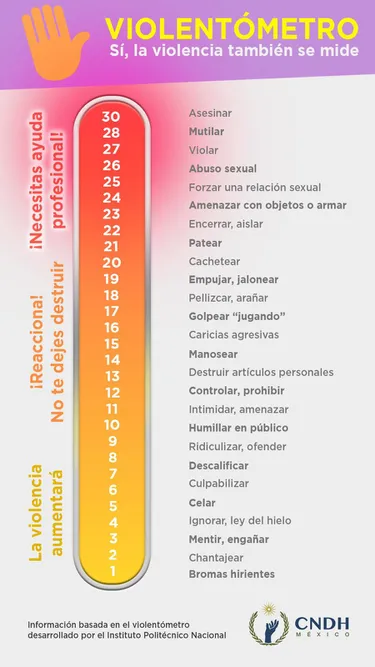 VIOLENTÓMETRO
Sí, la violencia también se mide
¡Necesitas ayuda
profesional!
¡Reacciona!
No te dejes destruir
La violencia
aumentará
30
28
27
26
25
24
23
22
21
20
19
18
17
16
15
14
13
12
11
10
9
8
7
6
5
4
3
2
1
Asesinar
Mutilar
Violar
Abuso sexual
Forzar una relación sexual
Amenazar con objetos o armar
Encerrar, aislar
Patear
Cachetear
Empujar, jalonear
Pellizcar, arañar
Golpear “jugando”
Caricias agresivas
Manosear
Destruir artículos personales
Controlar, prohibir
Intimidar, amenazar
Humillar en público
Ridiculizar, ofender
Descalificar
Culpabilizar
Celar
Ignorar, ley del hielo
Mentir, engañar
Chantajear
Bromas hirientes
Información basada en el violentómetro
desarrollado por el Instituto Politécnico Nacional
CNDH
MÉXICO